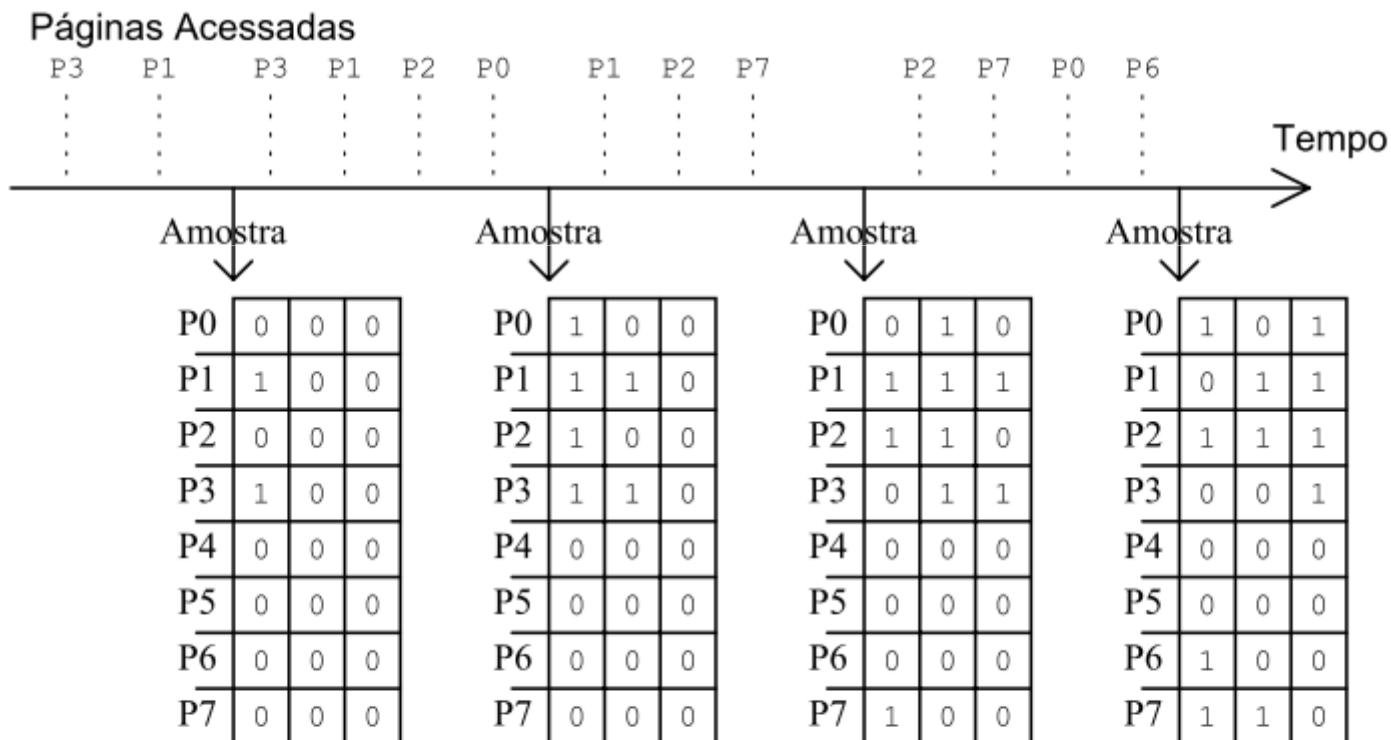 Páginas Acessadas
P3 P1 P3 P1 P2 P0 P1 P2 P7 P2 P7 P0 P6
Tempo
Amostra Amostra Amostra Amostra
P0 0 0 0 P0 1 0 0 P0 0 1 0 P0 1 0 1
P1 1 0 0 P1 1 1 0 P1 1 1 1 P1 0 1 1
P2 0 0 0 P2 1 0 0 P2 1 1 0 P2 1 1 1
P3 1 0 0 P3 1 1 0 P3 0 1 1 P3 0 0 1
P4 0 0 0 P4 0 0 0 P4 0 0 0 P4 0 0 0
P5 0 0 0 P5 0 0 0 P5 0 0 0 P5 0 0 0
P6 0 0 0 P6 0 0 0 P6 0 0 0 P6 1 0 0
P7 0 0 0 P7 0 0 0 P7 1 0 0 P7 1 1 0